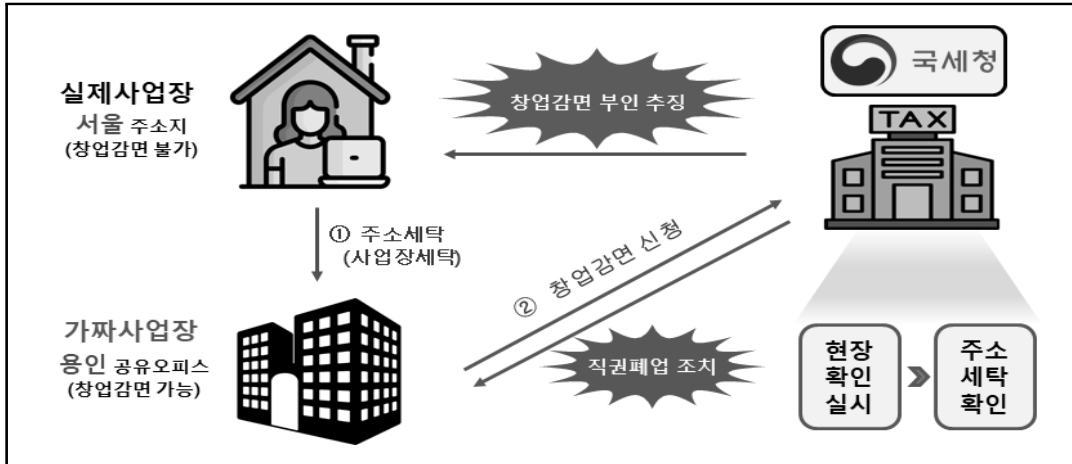 실제사업장
서울 주소지
(창업감면 불가)
창업감면 부인 추징
국세청
TAX
① 주소세탁
(사업장세탁)
② 창업감면 신청
가짜사업장
용인 공유오피스
(창업감면 가능)
직권폐업 조치
현장
확인
실시
주소
세탁
확인